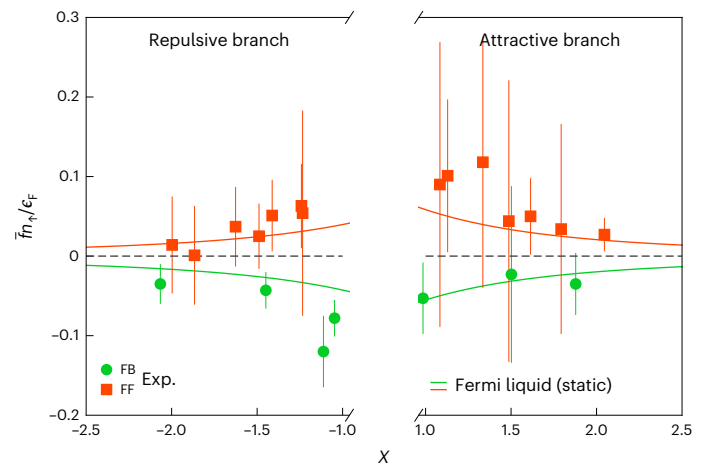 Repulsive branch
Attractive branch
0.3
0.2
0.1
0
−0.1
−0.2
f̄n↑/ϵF
FB
FF
Exp.
Fermi liquid (static)
−2.5
−2.0
−1.5
−1.0
1.0
1.5
2.0
2.5
X